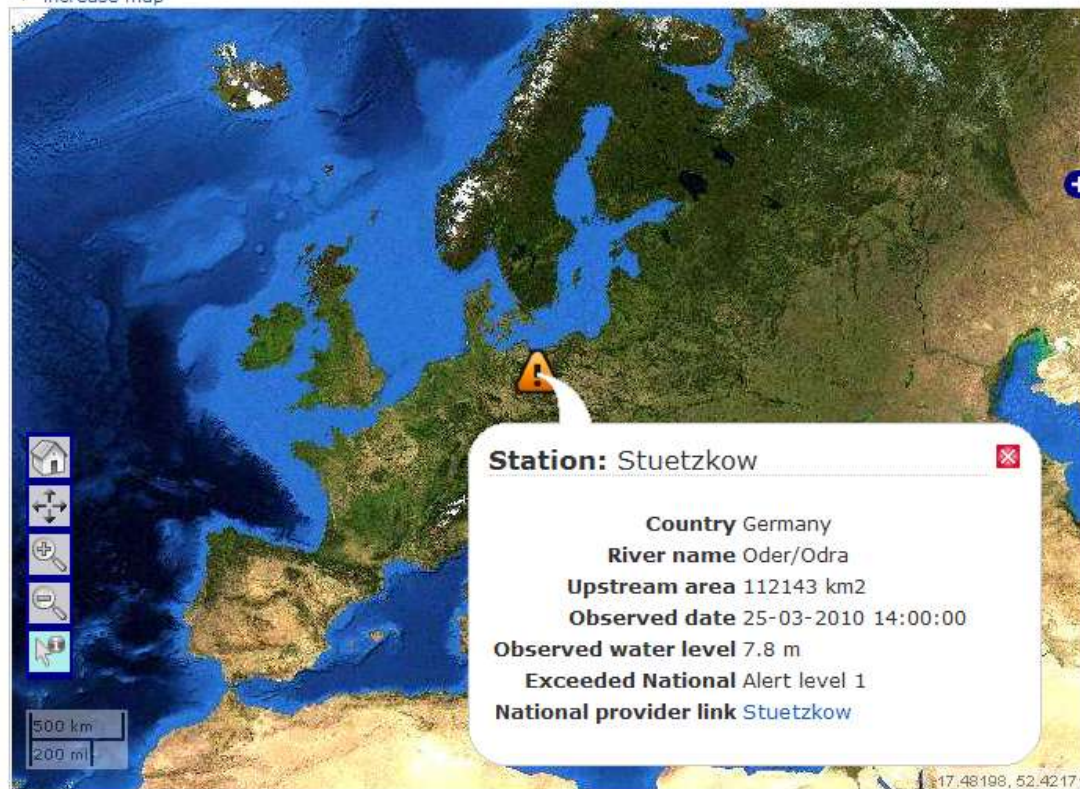 Increase map
Station: Stuetzkow
Country Germany
River name Oder/Odra
Upstream area 112143 km2
Observed date 25-03-2010 14:00:00
Observed water level 7.8 m
Exceeded National Alert level 1
National provider link Stuetzkow
500 km
200 mi
17.48198, 52.4217